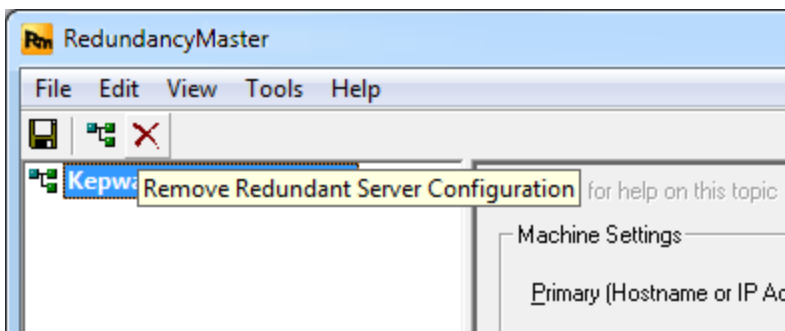 Rm RedundancyMaster
File Edit View Tools Help
Remove Redundant Server Configuration for help on this topic
Machine Settings
Primary (Hostname or IP